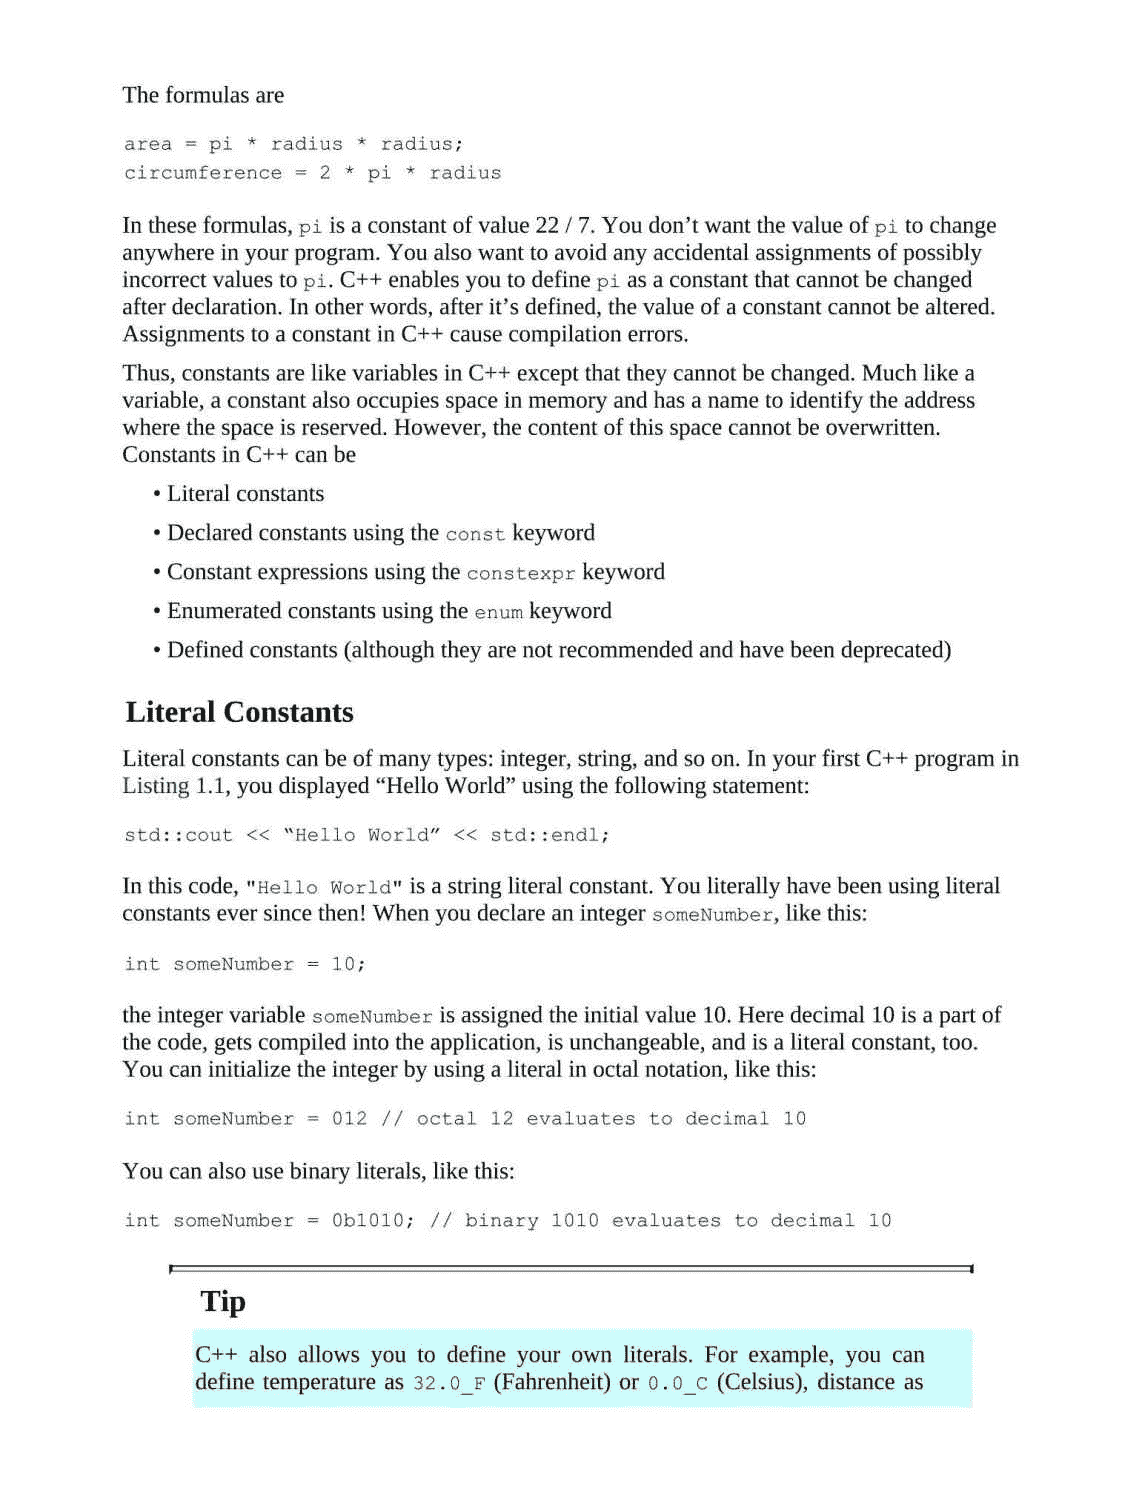 The formulas are
area = pi * radius * radius;
circumference = 2 * pi * radius
In these formulas, pi is a constant of value 22 / 7. You don’t want the value of pi to change
anywhere in your program. You also want to avoid any accidental assignments of possibly
incorrect values to pi. C++ enables you to define pi as a constant that cannot be changed
after declaration. In other words, after it’s defined, the value of a constant cannot be altered.
Assignments to a constant in C++ cause compilation errors.
Thus, constants are like variables in C++ except that they cannot be changed. Much like a
variable, a constant also occupies space in memory and has a name to identify the address
where the space is reserved. However, the content of this space cannot be overwritten.
Constants in C++ can be
• Literal constants
• Declared constants using the const keyword
• Constant expressions using the constexpr keyword
• Enumerated constants using the enum keyword
• Defined constants (although they are not recommended and have been deprecated)
Literal Constants
Literal constants can be of many types: integer, string, and so on. In your first C++ program in
Listing 1.1, you displayed “Hello World” using the following statement:
std::cout << “Hello World” << std::endl;
In this code, "Hello World" is a string literal constant. You literally have been using literal
constants ever since then! When you declare an integer someNumber, like this:
int someNumber = 10;
the integer variable someNumber is assigned the initial value 10. Here decimal 10 is a part of
the code, gets compiled into the application, is unchangeable, and is a literal constant, too.
You can initialize the integer by using a literal in octal notation, like this:
int someNumber = 012 // octal 12 evaluates to decimal 10
You can also use binary literals, like this:
int someNumber = 0b1010; // binary 1010 evaluates to decimal 10
Tip
C++ also allows you to define your own literals. For example, you can
define temperature as 32.0_F (Fahrenheit) or 0.0_C (Celsius), distance as